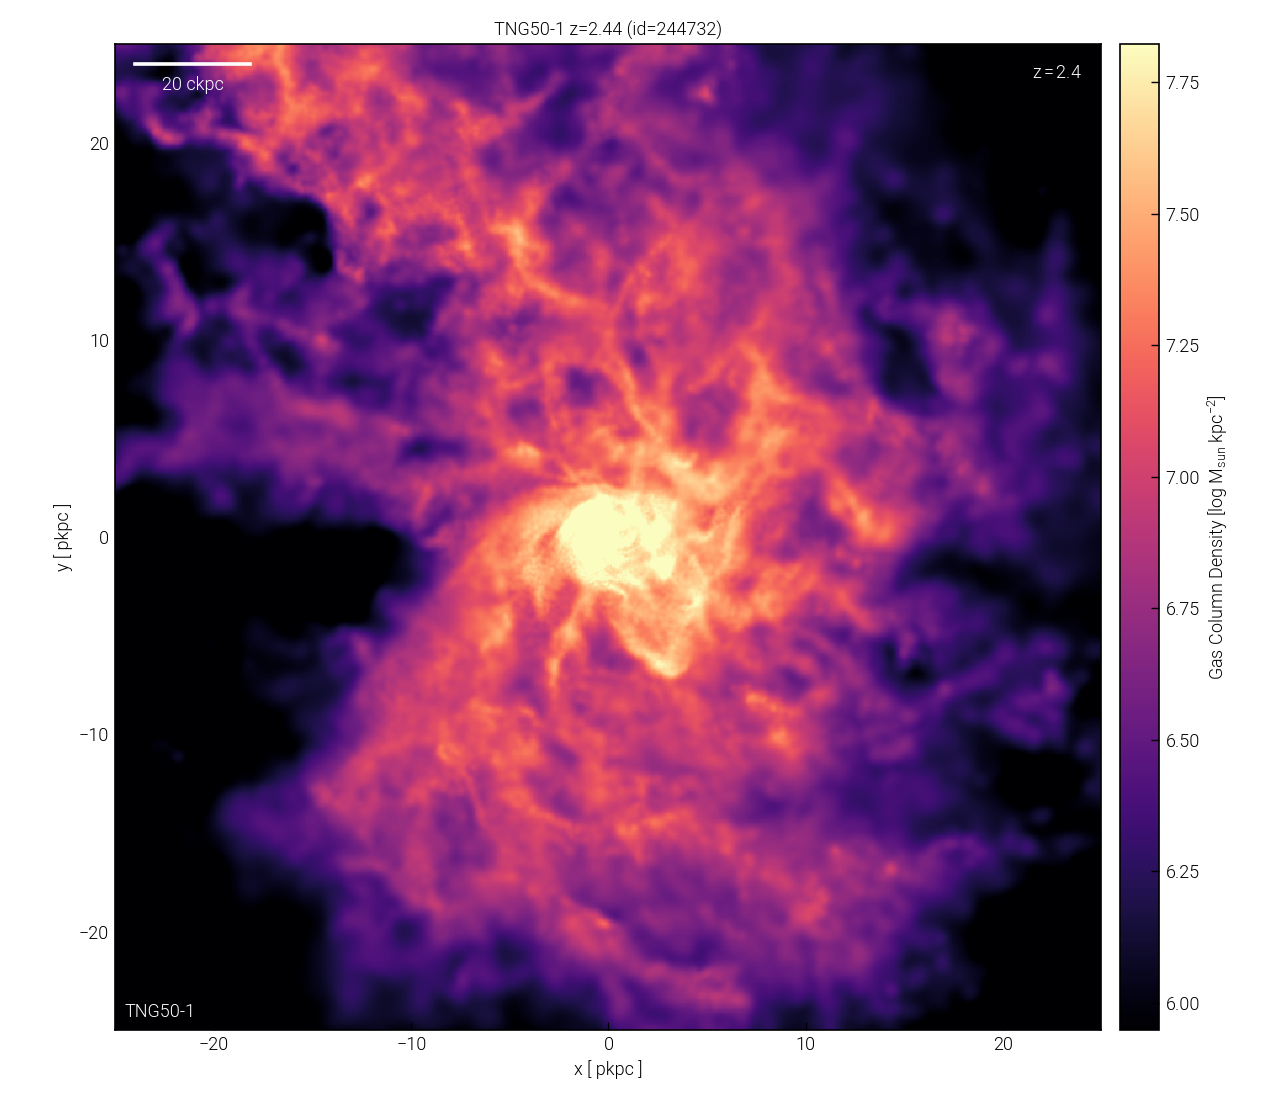 TNG50-1 z=2.44 (id=244732)
20 ckpc
z=2.4
TNG50-1
20
10
0
−10
−20
y [ pkpc ]
−20
−10
0
10
20
x [ pkpc ]
7.75
7.50
7.25
7.00
6.75
6.50
6.25
6.00
Gas Column Density [log M_sun kpc⁻²]